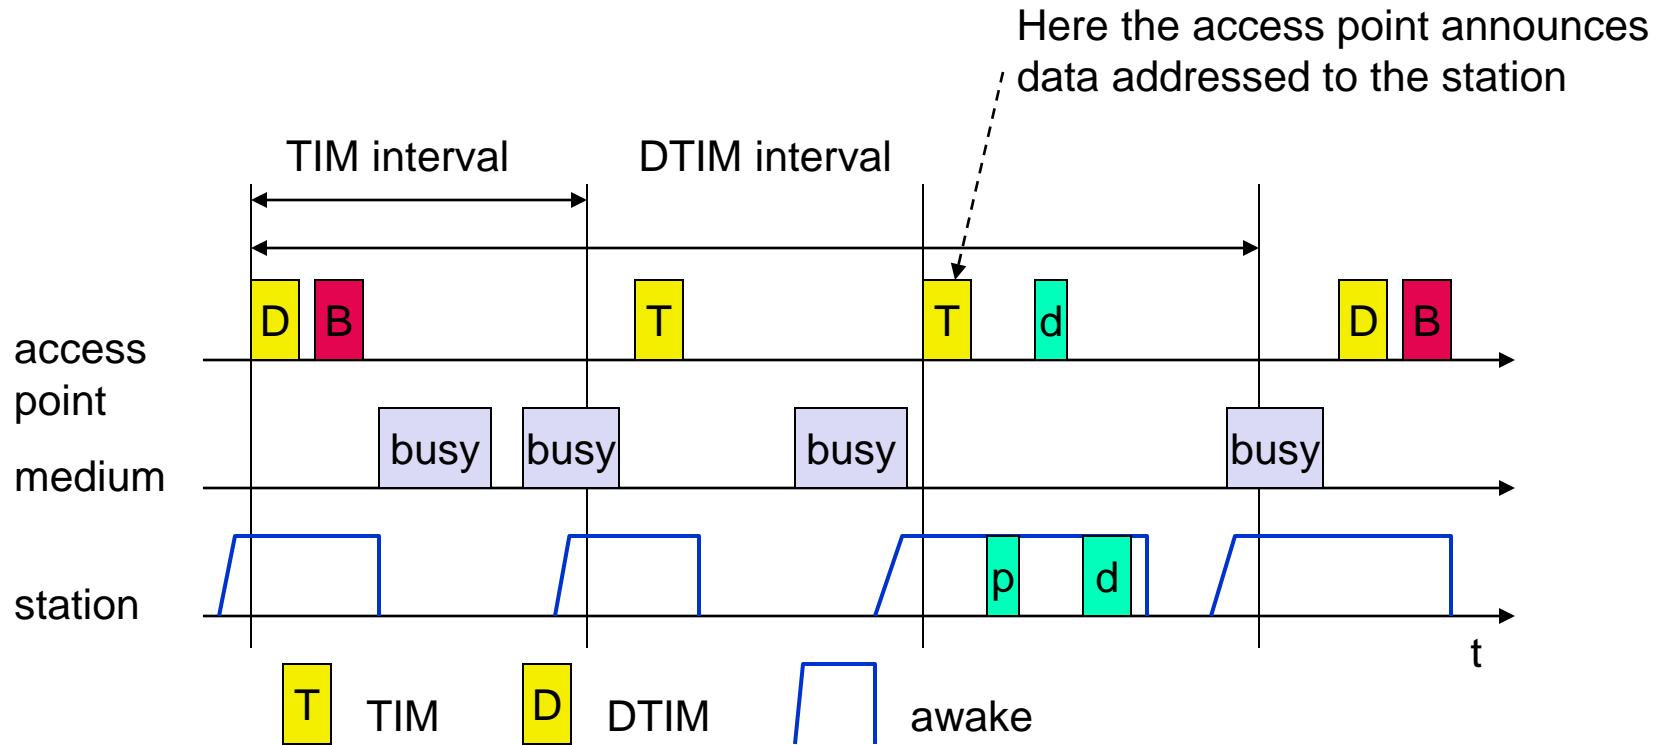 Here the access point announces
data addressed to the station
TIM interval
DTIM interval
D B T T d D B
access
point
busy busy busy busy
medium
p d
station
t
T TIM D DTIM awake